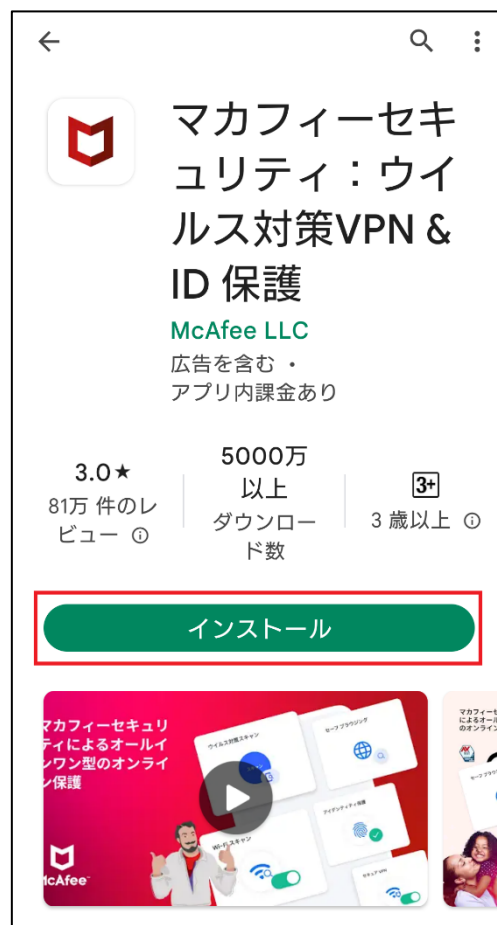 マカフィーセキ
ュリティ：ウイ
ルス対策VPN &
ID 保護
McAfee LLC
広告を含む ・
アプリ内課金あり
3.0★
81万 件のレ
ビュー
5000万
以上
ダウンロー
ド数
3+
3 歳以上
インストール
マカフィーセキュリ
ティによるオールイ
ンワン型のオンライ
ン保護
McAfee
ウイルス対策スキャン
セーフ ブラウジング
アイデンティティ保護
Wi-Fi スキャン
セキュア VPN
マカフィーセ
によるオール
のオンライン